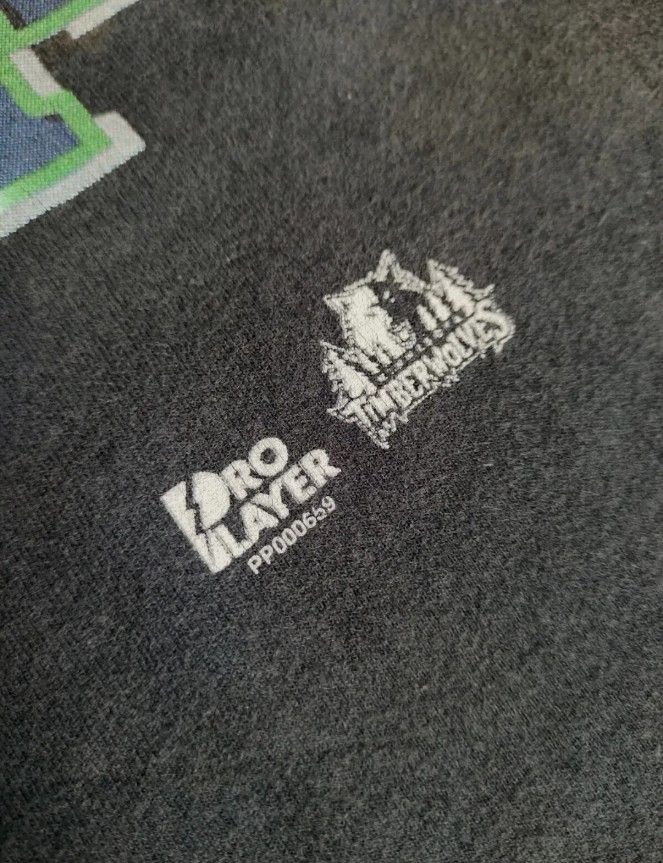 TIMBERWOLVES
PRO
PLAYER
PP000659